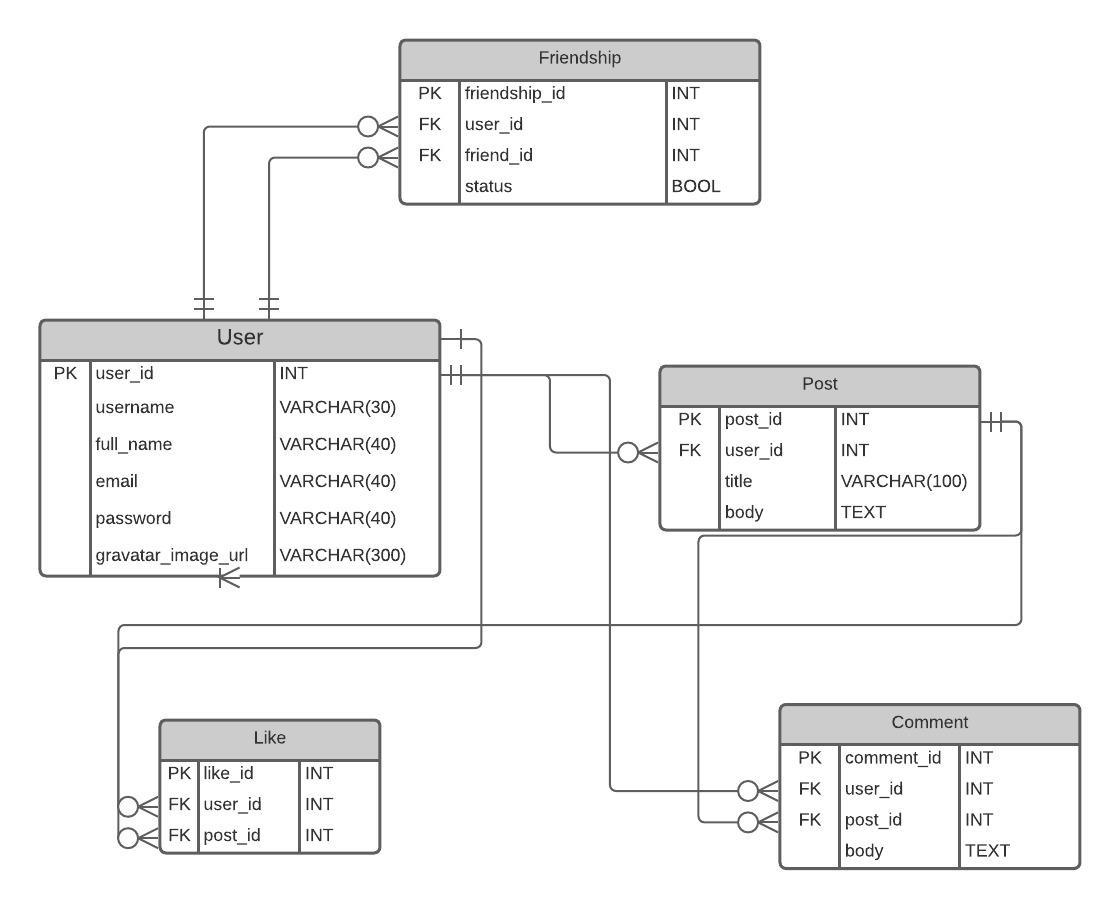 Friendship
PK friendship_id INT
FK user_id INT
FK friend_id INT
status BOOL
User
PK user_id INT
username VARCHAR(30)
full_name VARCHAR(40)
email VARCHAR(40)
password VARCHAR(40)
gravatar_image_url VARCHAR(300)
Post
PK post_id INT
FK user_id INT
title VARCHAR(100)
body TEXT
Like
PK like_id INT
FK user_id INT
FK post_id INT
Comment
PK comment_id INT
FK user_id INT
FK post_id INT
body TEXT